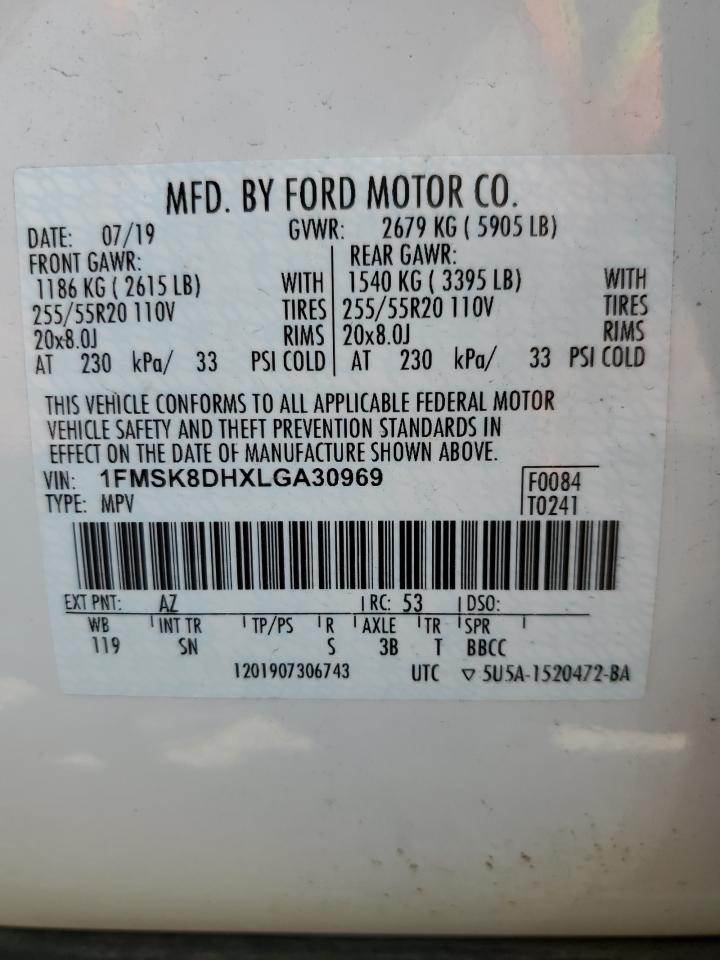 MFD. BY FORD MOTOR CO.
DATE: 07/19 GVWR: 2679 KG ( 5905 LB)
FRONT GAWR: REAR GAWR:
1186 KG ( 2615 LB) WITH 1540 KG ( 3395 LB) WITH
255/55R20 110V TIRES 255/55R20 110V TIRES
20x8.0J RIMS 20x8.0J RIMS
AT 230 kPa/ 33 PSI COLD AT 230 kPa/ 33 PSI COLD
THIS VEHICLE CONFORMS TO ALL APPLICABLE FEDERAL MOTOR
VEHICLE SAFETY AND THEFT PREVENTION STANDARDS IN
EFFECT ON THE DATE OF MANUFACTURE SHOWN ABOVE.
VIN: 1FMSK8DHXLGA30969 F0084
TYPE: MPV T0241
EXT PNT: AZ RC: 53 DSO:
WB INT TR TP/PS R AXLE TR SPR
119 SN S 3B T BBCC
1201907306743 UTC ▽ 5U5A-1520472-BA